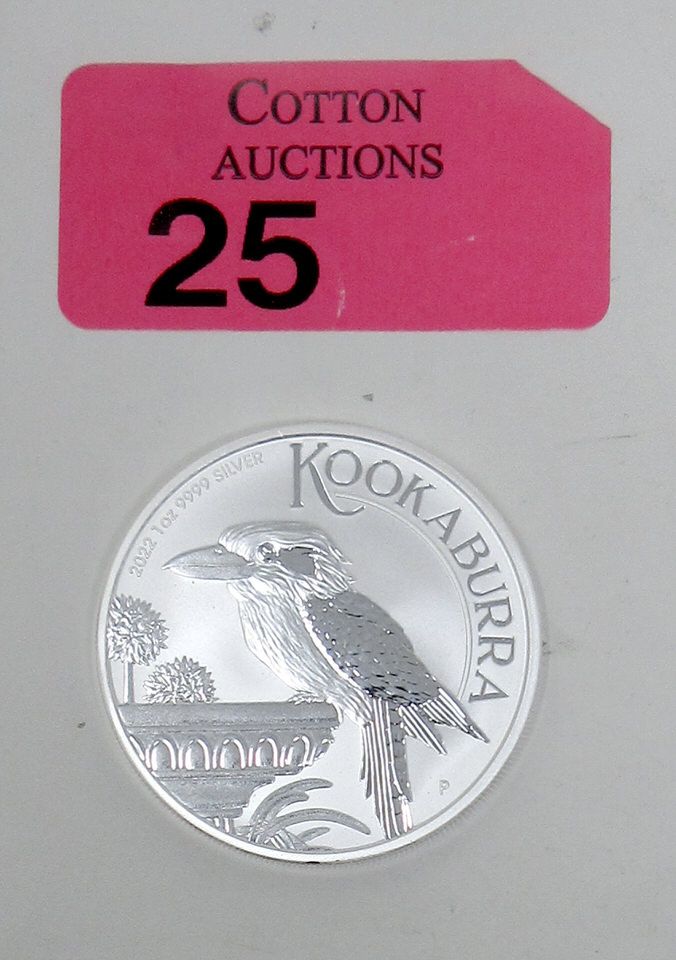 COTTON
AUCTIONS
25
2022 1oz 9999 SILVER
KOOKABURRA
P